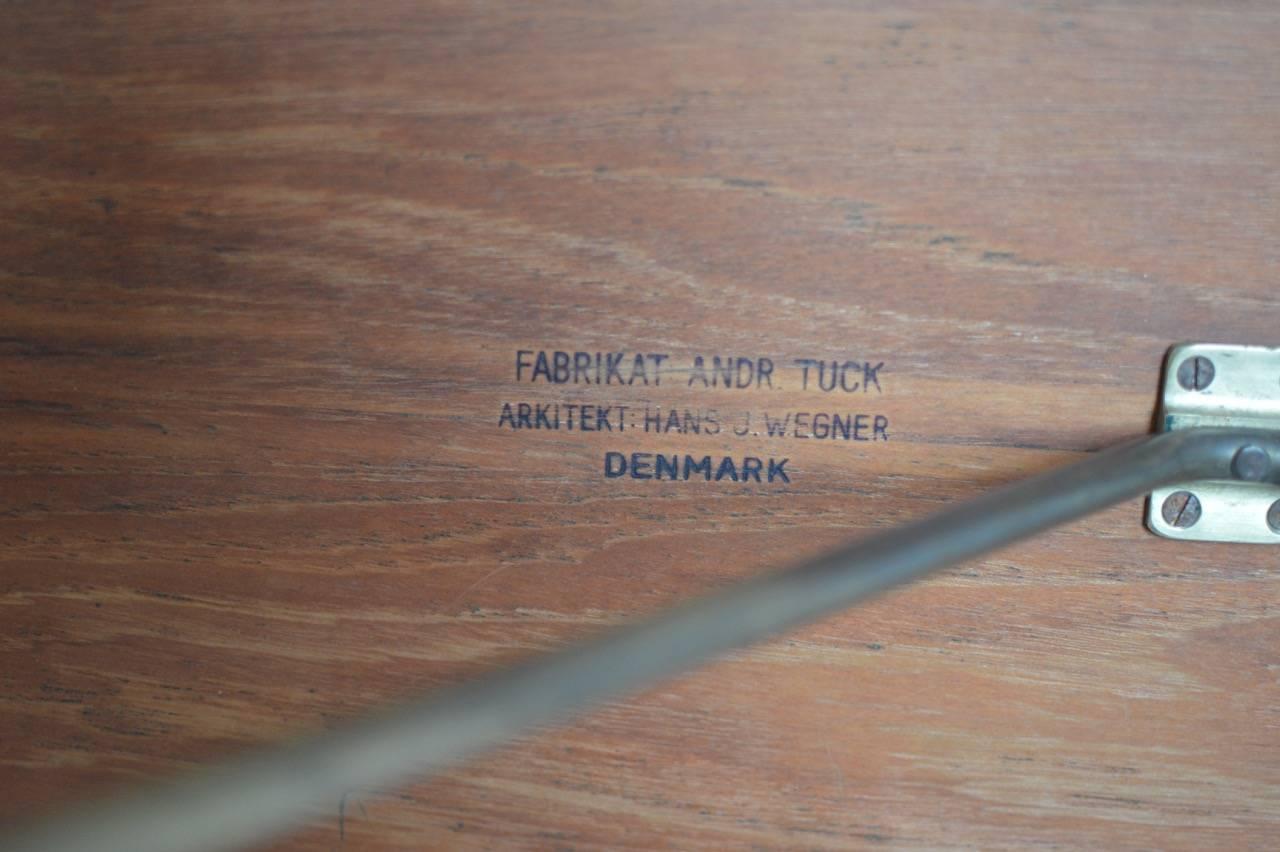 FABRIKAT ANDR. TUCK
ARKITEKT: HANS J. WEGNER
DENMARK